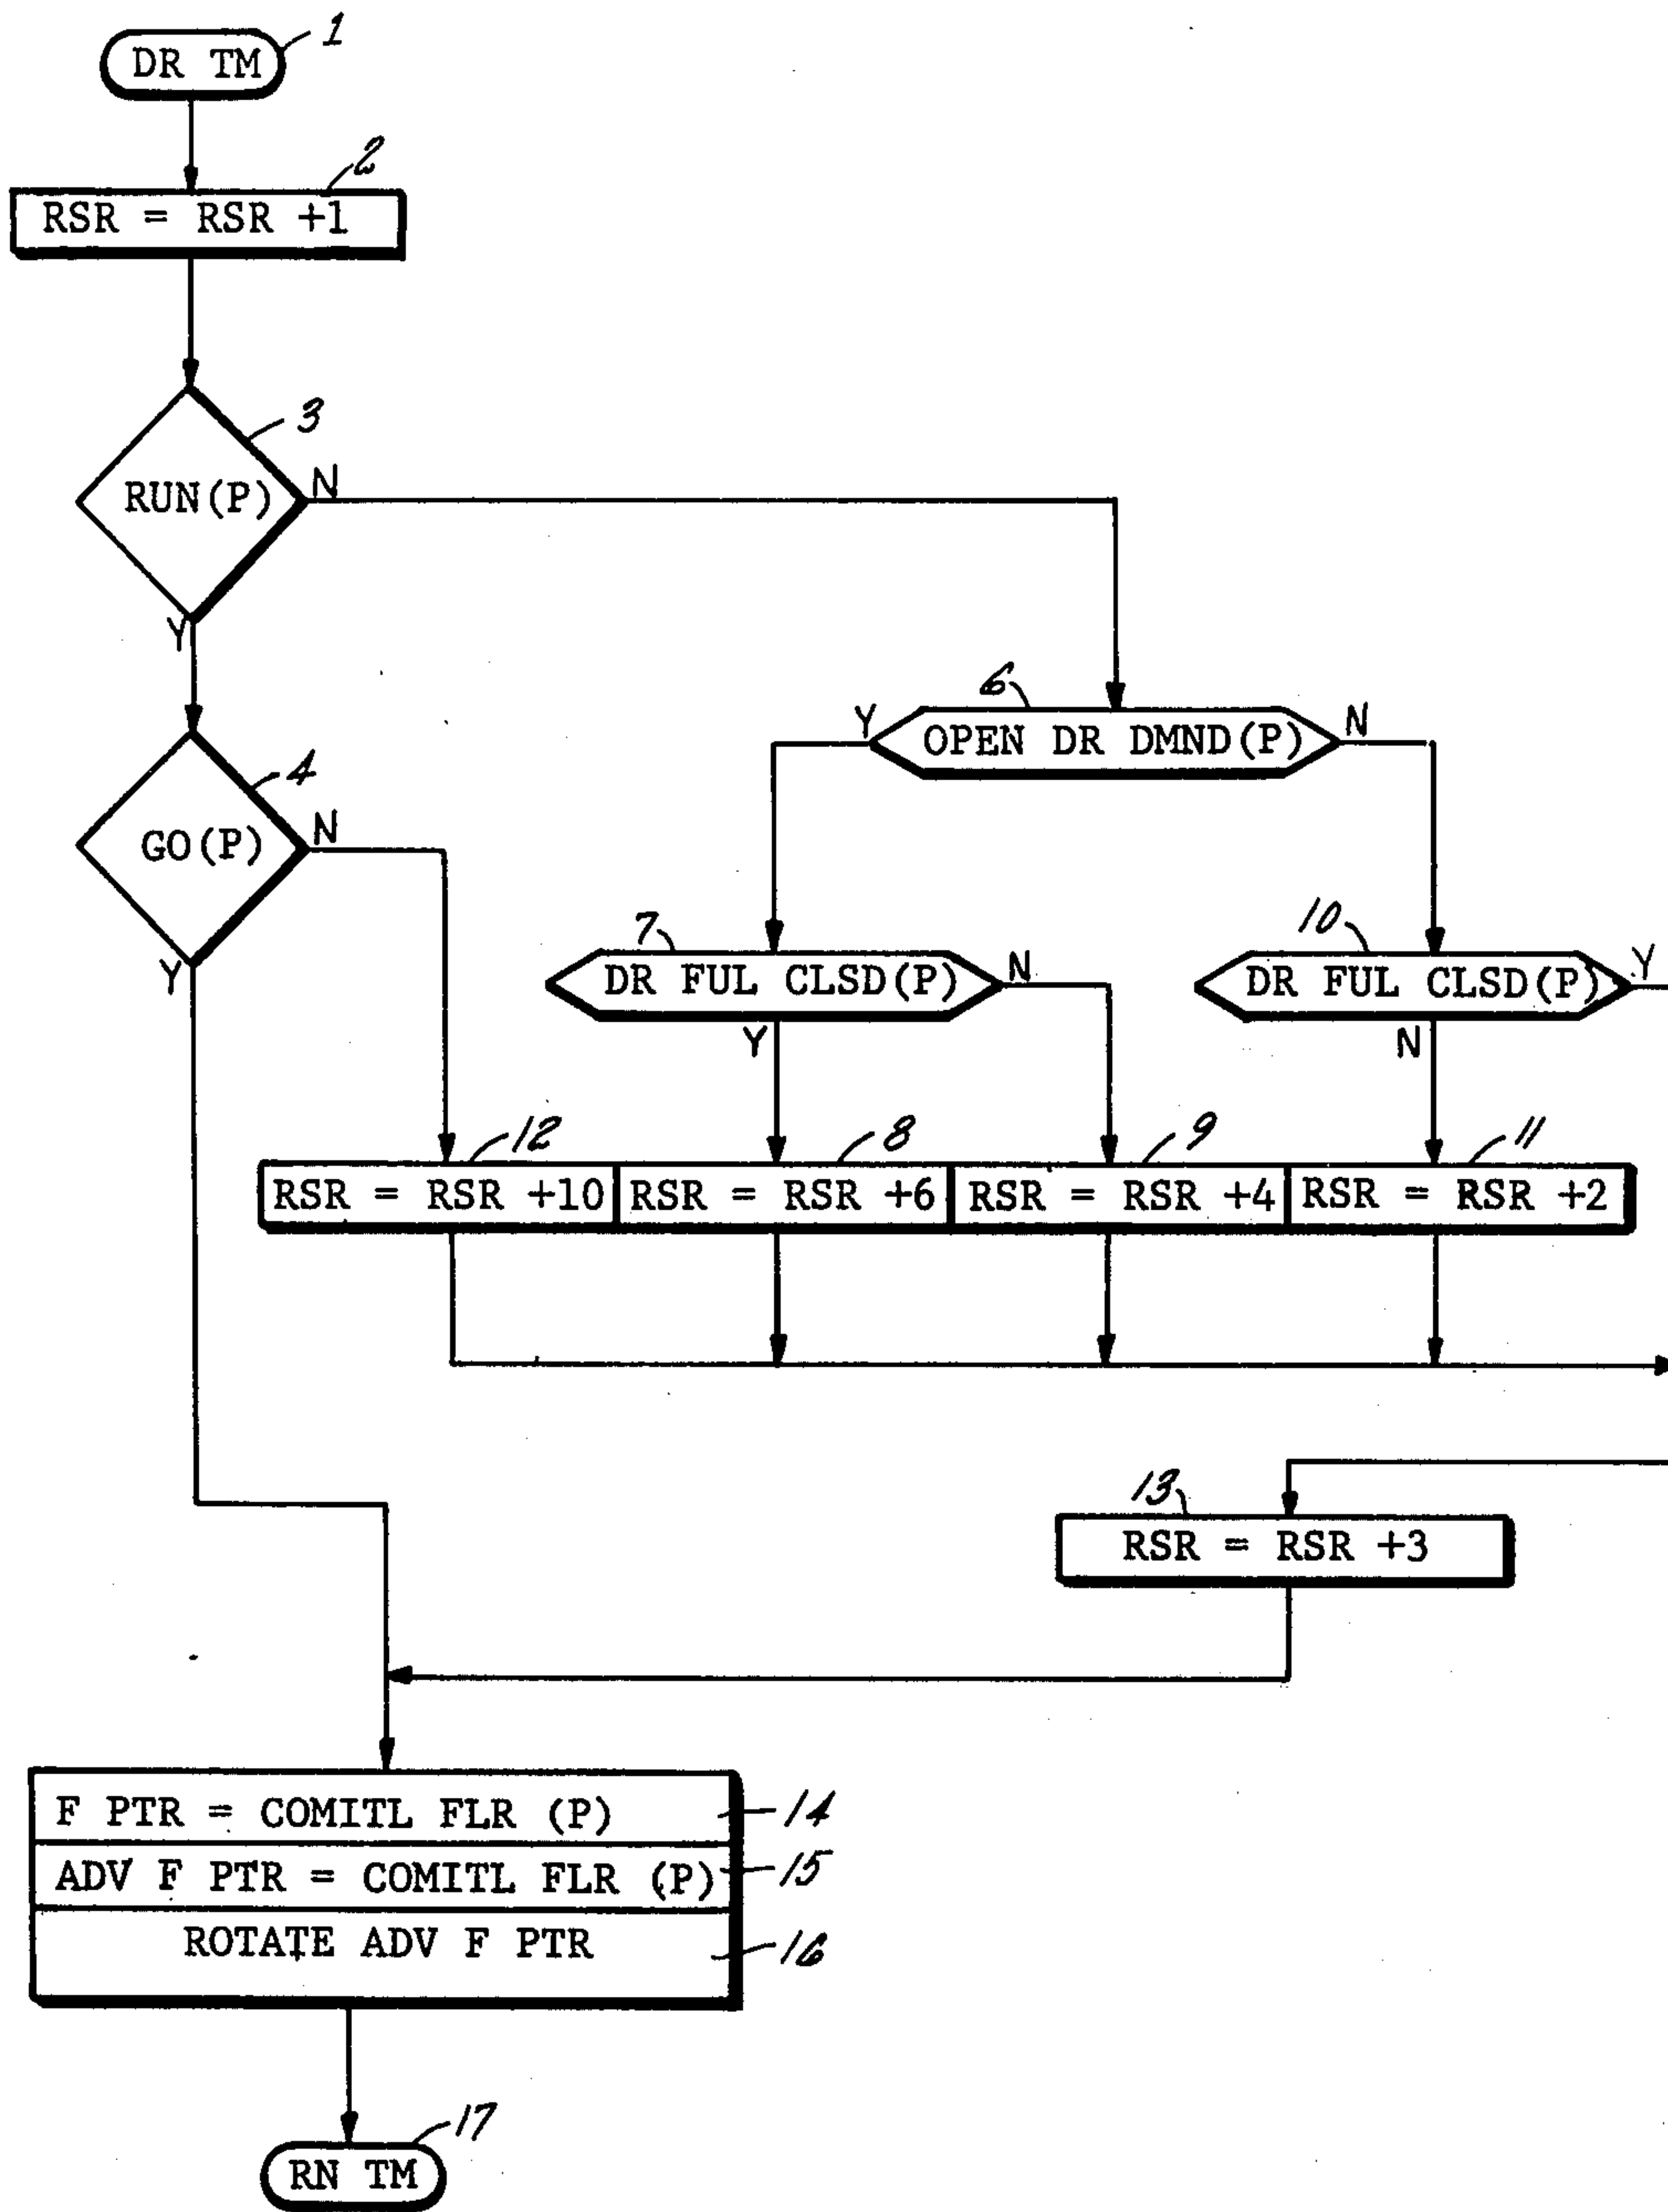 1
DR TM
2
RSR = RSR +1
3
RUN(P)
N
Y
6
Y
OPEN DR DMND(P)
N
4
GO(P)
N
Y
7
DR FUL CLSD(P)
N
Y
10
DR FUL CLSD(P)
Y
N
12
8
9
11
RSR = RSR +10
RSR = RSR +6
RSR = RSR +4
RSR = RSR +2
13
RSR = RSR +3
F PTR = COMITL FLR (P)
14
ADV F PTR = COMITL FLR (P)
15
ROTATE ADV F PTR
16
17
RN TM